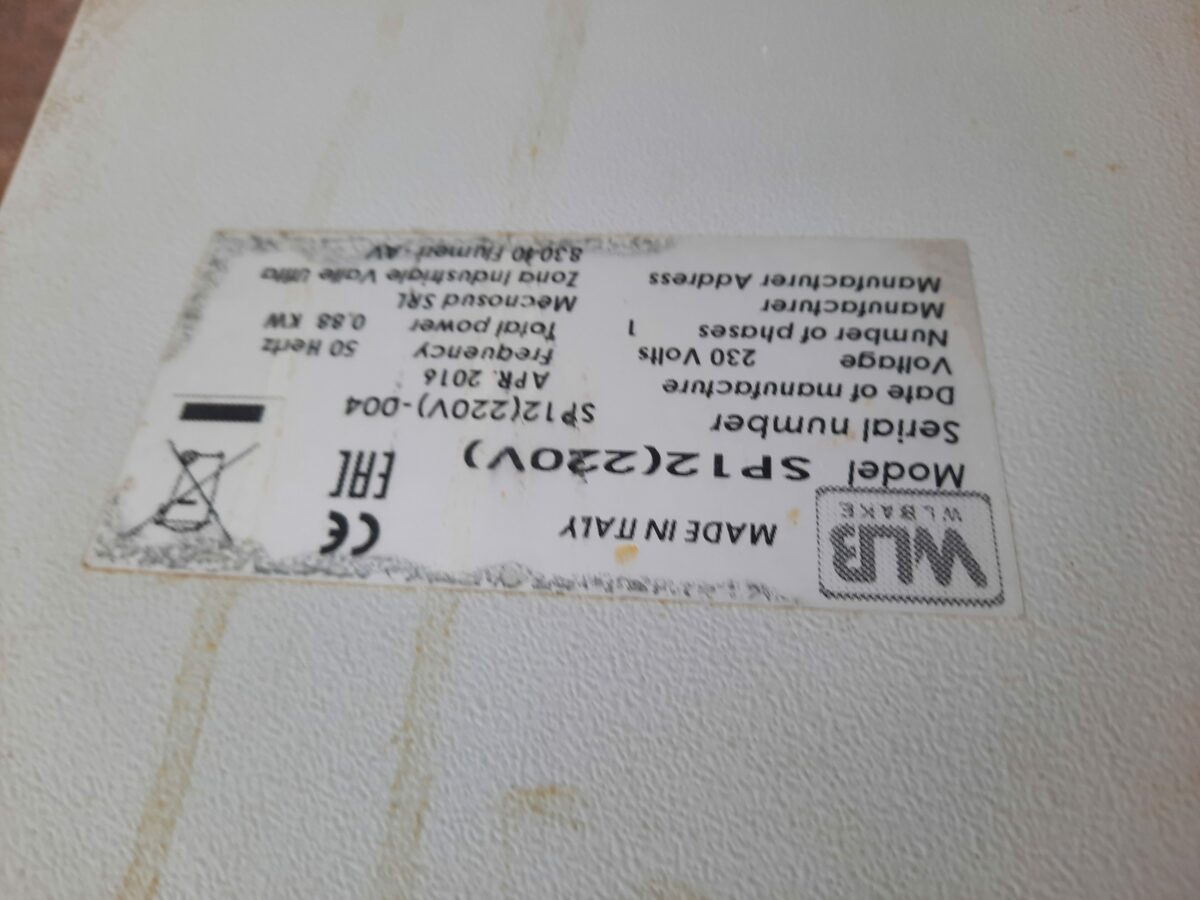 WLB
WLBAKE
MADE IN ITALY
CE
EAC
Model SP12(220V)
Serial number SP12(220V)-004
Date of manufacture APR. 2016
Voltage 230 Volts Frequency 50 Hertz
Number of phases 1 Total power 0.88 KW
Manufacturer Mecnosud SRL
Manufacturer Address Zona Industriale Valle Ufita
83040 Flumeri -AV